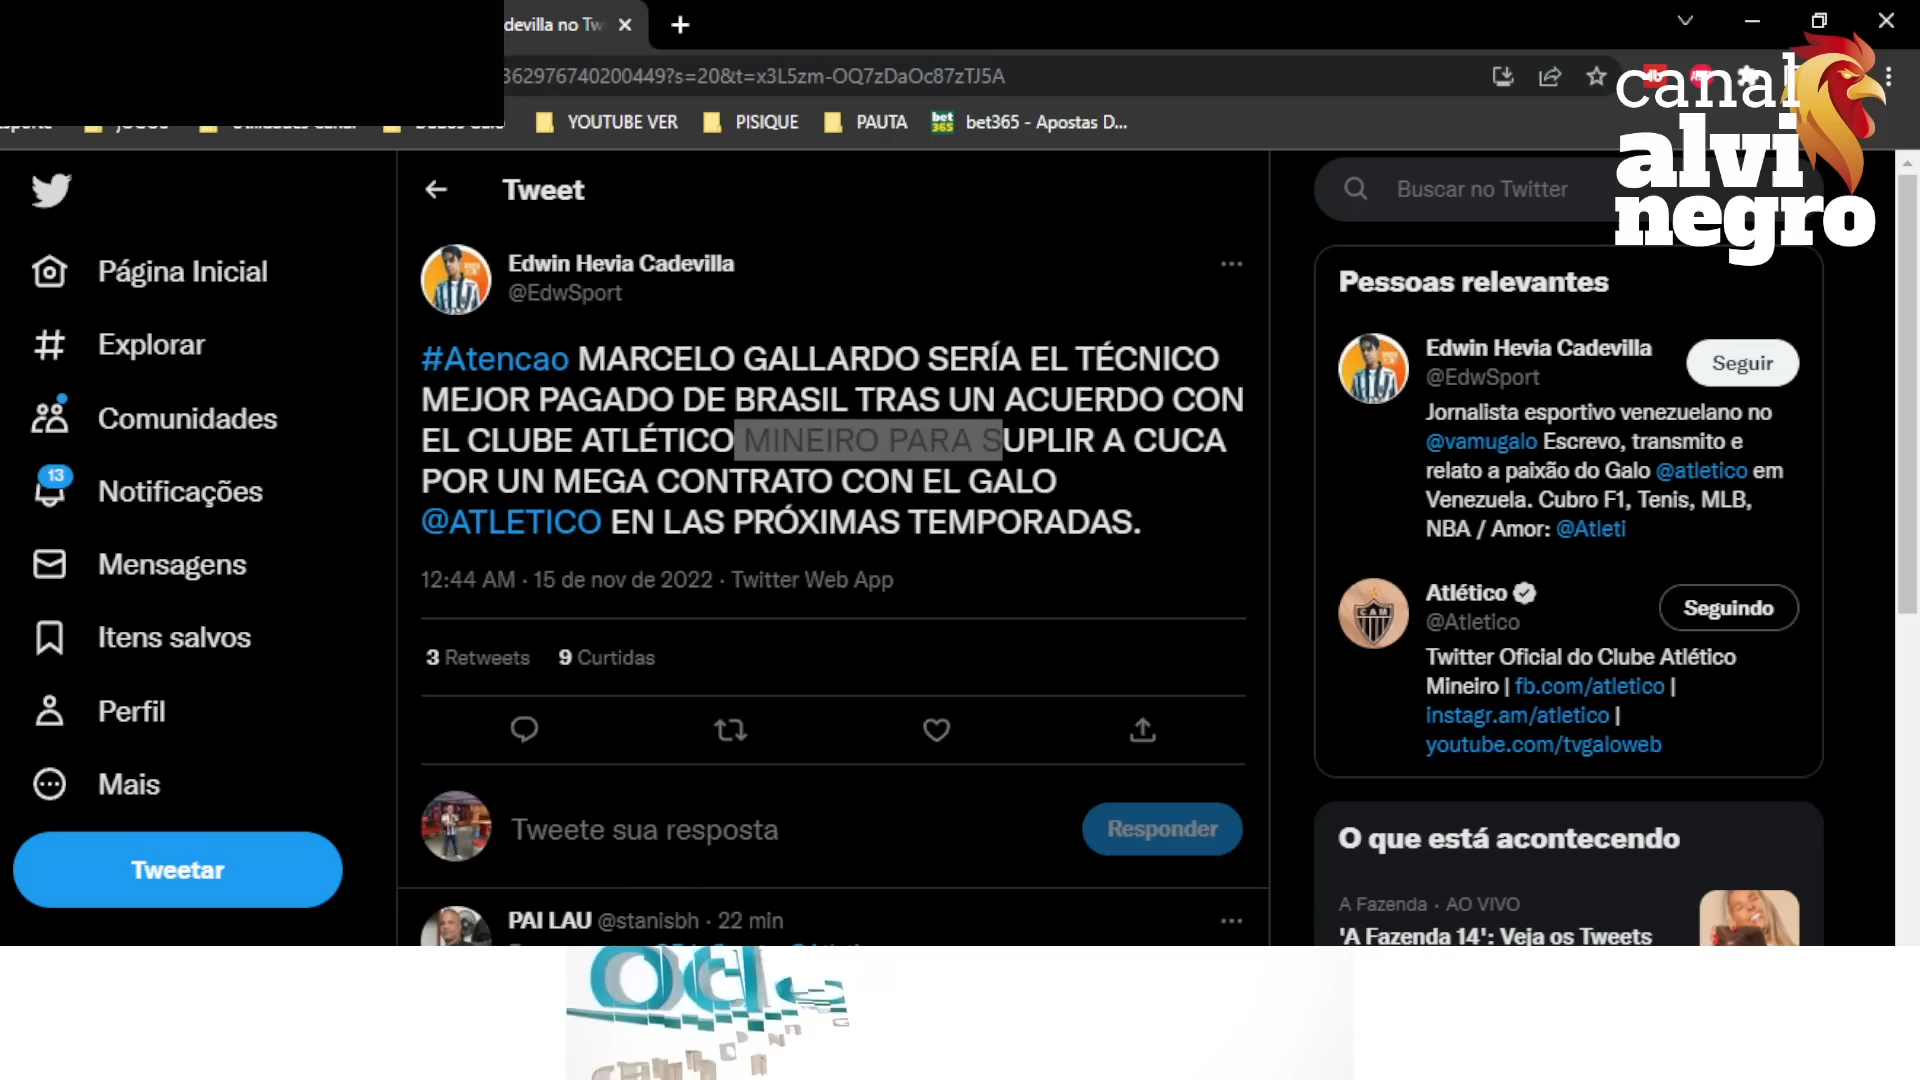 devilla no Tw
362976740200449?s=20&t=x3L5zm-OQ7zDaOc87zTJ5A
YOUTUBE VER
PISIQUE
PAUTA
bet365
bet365 - Apostas D...
canal
alvi
negro
Tweet
Buscar no Twitter
Página Inicial
Explorar
Comunidades
13
Notificações
Mensagens
Itens salvos
Perfil
Mais
Tweetar
Edwin Hevia Cadevilla
@EdwSport
#Atencao MARCELO GALLARDO SERÍA EL TÉCNICO
MEJOR PAGADO DE BRASIL TRAS UN ACUERDO CON
EL CLUBE ATLÉTICO MINEIRO PARA SUPLIR A CUCA
POR UN MEGA CONTRATO CON EL GALO
@ATLETICO EN LAS PRÓXIMAS TEMPORADAS.
12:44 AM · 15 de nov de 2022 · Twitter Web App
3 Retweets 9 Curtidas
Tweete sua resposta
Responder
PAI LAU @stanisbh · 22 min
Pessoas relevantes
Edwin Hevia Cadevilla
@EdwSport
Seguir
Jornalista esportivo venezuelano no
@vamugalo Escrevo, transmito e
relato a paixão do Galo @atletico em
Venezuela. Cubro F1, Tenis, MLB,
NBA / Amor: @Atleti
Atlético
@Atletico
Seguindo
Twitter Oficial do Clube Atlético
Mineiro | fb.com/atletico |
instagr.am/atletico |
youtube.com/tvgaloweb
O que está acontecendo
A Fazenda · AO VIVO
'A Fazenda 14': Veja os Tweets